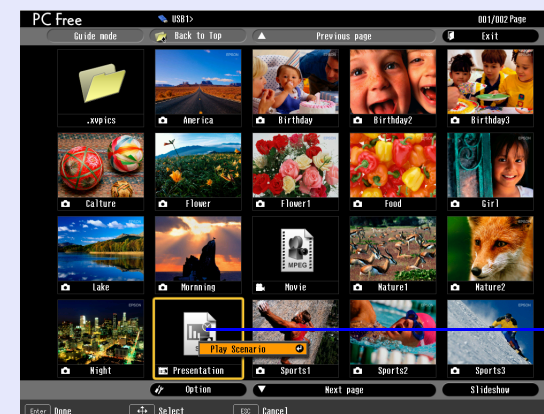 PC Free USB1> 001/002 Page
Guide mode Back to Top Previous page Exit
.xvpics America Birthday Birthday2 Birthday3
Calture Flower Flower1 Food Girl
MPEG
Lake Mornning Movie Nature1 Nature2
Play Scenario
Night Presentation Sports1 Sports2 Sports3
Option Next page Slideshow
Enter Done Select ESC Cancel